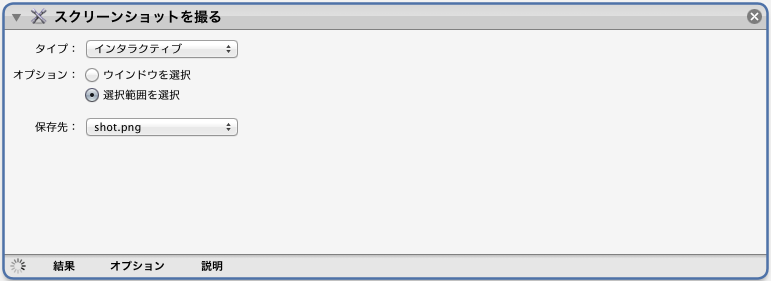 スクリーンショットを撮る
タイプ： インタラクティブ
オプション： ウインドウを選択
選択範囲を選択
保存先： shot.png
結果 オプション 説明